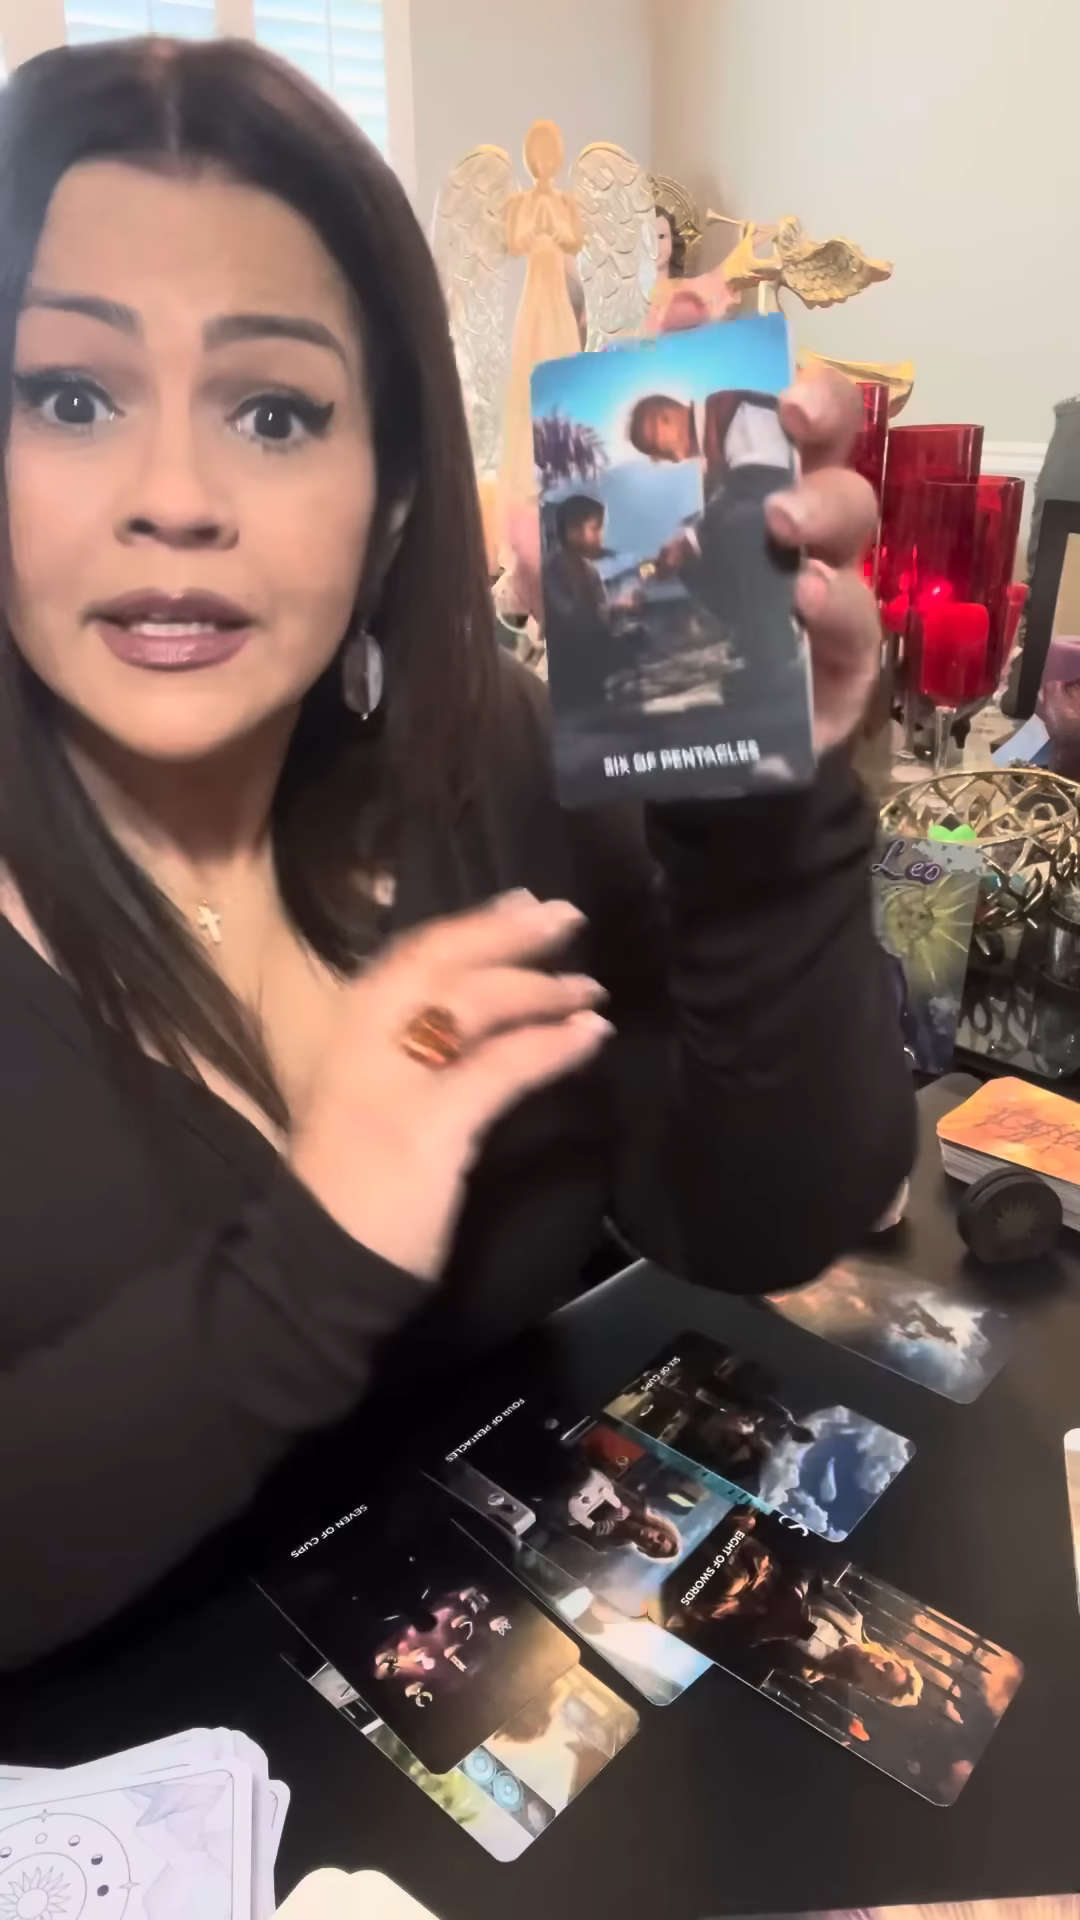 SIX OF PENTACLES
Leo
SIX OF CUPS
FOUR OF PENTACLES
SEVEN OF CUPS
EIGHT OF SWORDS